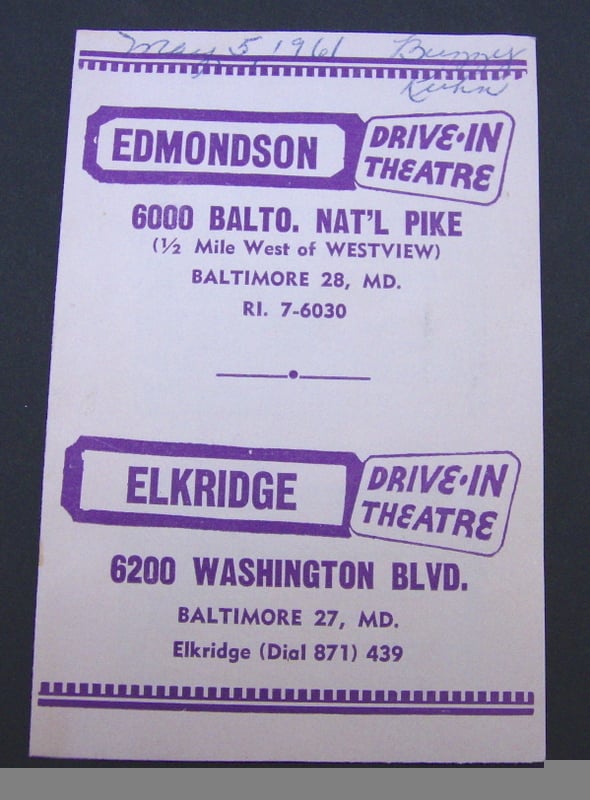 May 5, 1961 Bunny
Kuhn
EDMONDSON DRIVE-IN THEATRE
6000 BALTO. NAT'L PIKE
(½ Mile West of WESTVIEW)
BALTIMORE 28, MD.
RI. 7-6030
ELKRIDGE DRIVE-IN THEATRE
6200 WASHINGTON BLVD.
BALTIMORE 27, MD.
Elkridge (Dial 871) 439